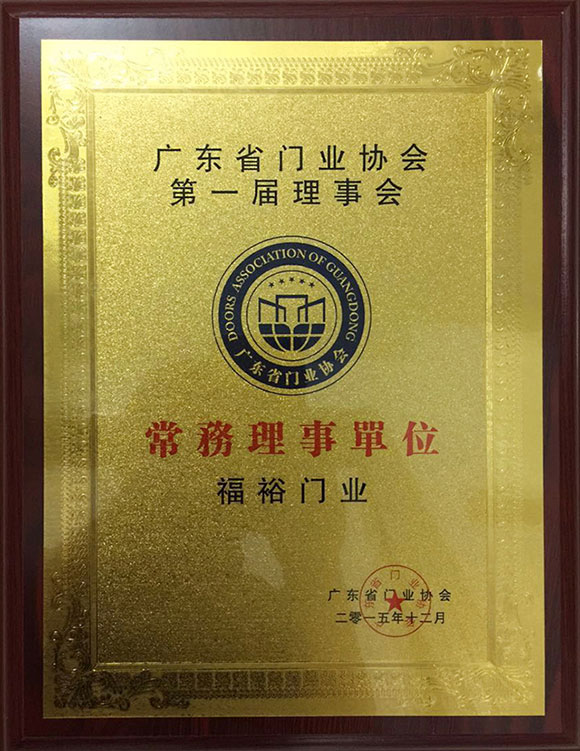 广东省门业协会
第一届理事会
DOORS ASSOCIATION OF GUANGDONG
广东省门业协会
常務理事單位
福裕门业
广东省门业协会
二零一五年十二月